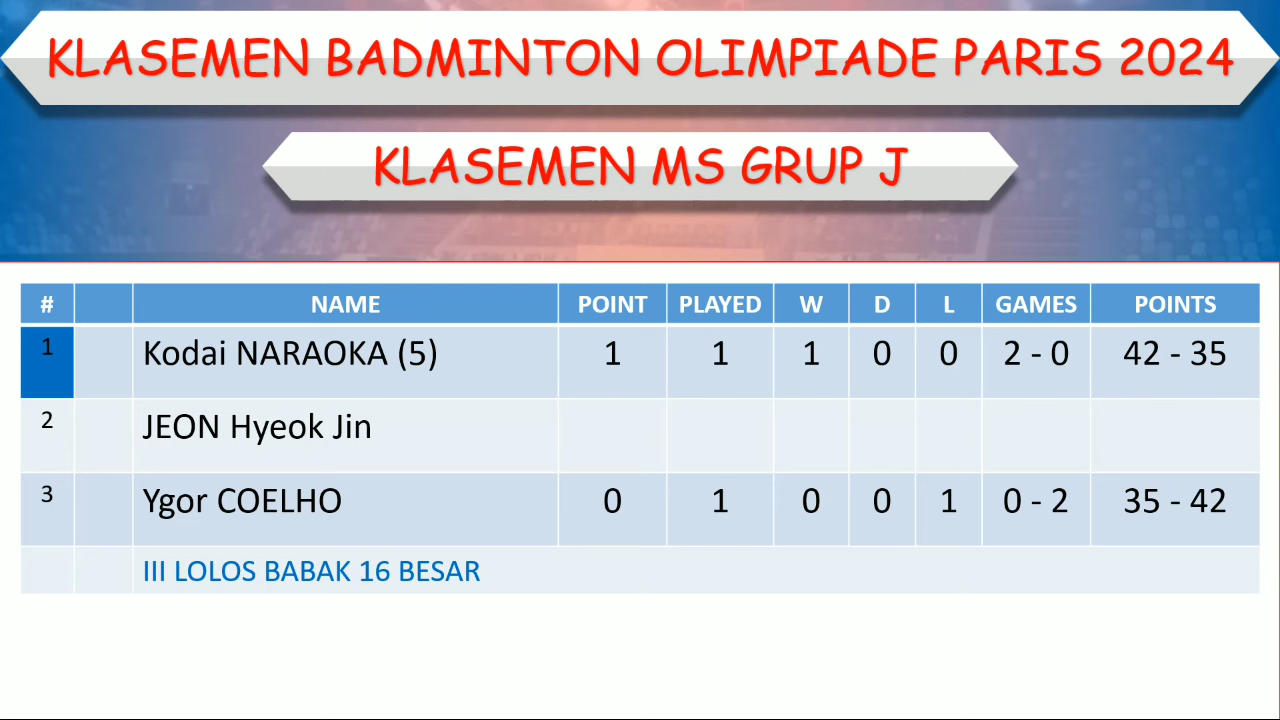 KLASEMEN BADMINTON OLIMPIADE PARIS 2024
KLASEMEN MS GRUP J
# NAME POINT PLAYED W D L GAMES POINTS
1 Kodai NARAOKA (5) 1 1 1 0 0 2 - 0 42 - 35
2 JEON Hyeok Jin
3 Ygor COELHO 0 1 0 0 1 0 - 2 35 - 42
III LOLOS BABAK 16 BESAR